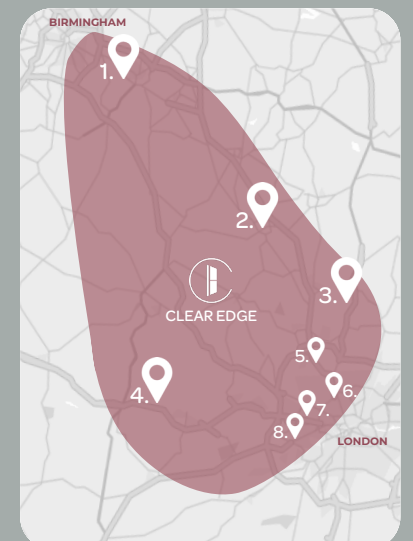 BIRMINGHAM
1.
2.
3.
CLEAR EDGE
5.
4.
6.
7.
8.
LONDON